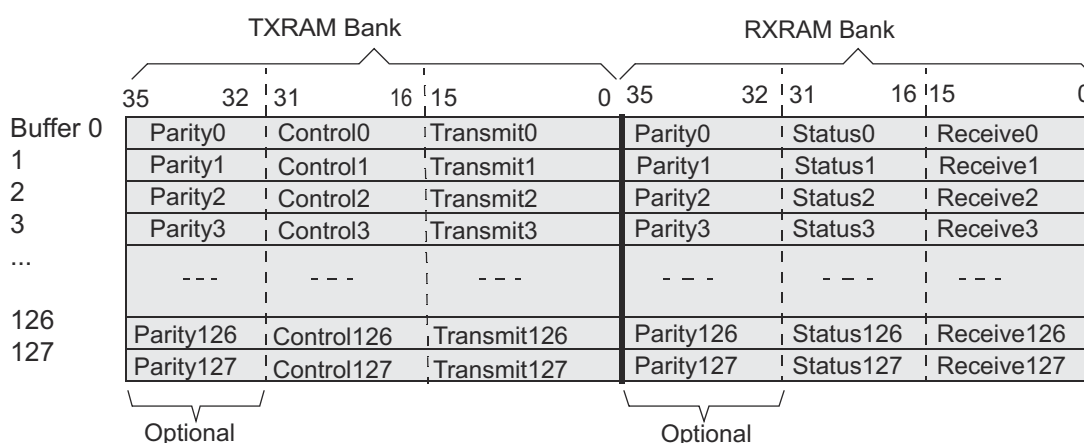 TXRAM Bank RXRAM Bank
35 32 31 16 15 0 35 32 31 16 15 0
Buffer 0 Parity0 Control0 Transmit0 Parity0 Status0 Receive0
1 Parity1 Control1 Transmit1 Parity1 Status1 Receive1
2 Parity2 Control2 Transmit2 Parity2 Status2 Receive2
3 Parity3 Control3 Transmit3 Parity3 Status3 Receive3
... --- --- --- --- --- ---
126 Parity126 Control126 Transmit126 Parity126 Status126 Receive126
127 Parity127 Control127 Transmit127 Parity127 Status127 Receive127
Optional Optional